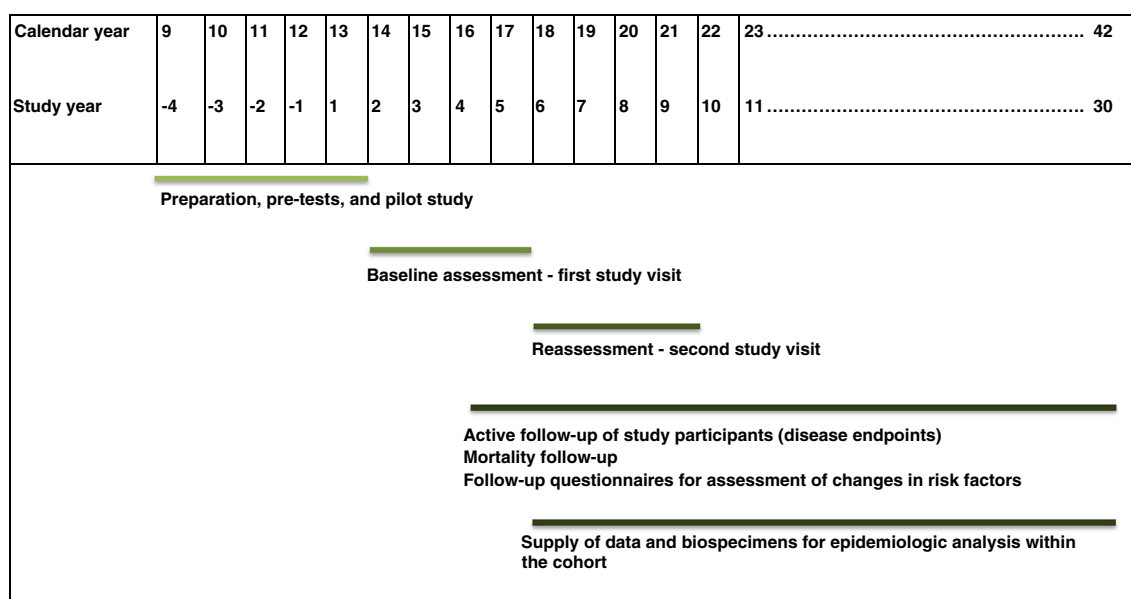 Calendar year 9 10 11 12 13 14 15 16 17 18 19 20 21 22 23....................................................... 42
Study year -4 -3 -2 -1 1 2 3 4 5 6 7 8 9 10 11....................................................... 30
Preparation, pre-tests, and pilot study
Baseline assessment - first study visit
Reassessment - second study visit
Active follow-up of study participants (disease endpoints)
Mortality follow-up
Follow-up questionnaires for assessment of changes in risk factors
Supply of data and biospecimens for epidemiologic analysis within
the cohort